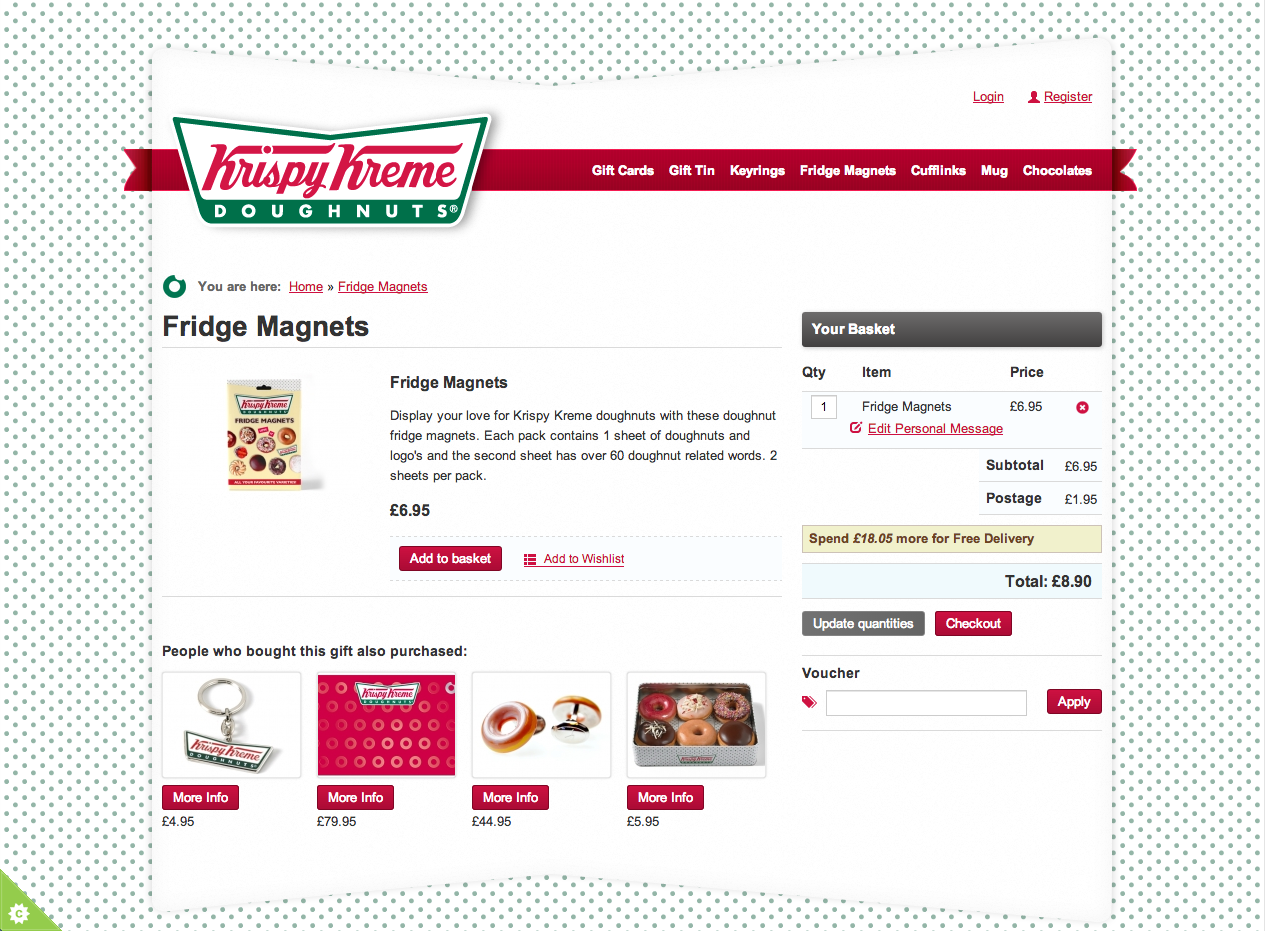 Login Register
Krispy Kreme
DOUGHNUTS®
Gift Cards Gift Tin Keyrings Fridge Magnets Cufflinks Mug Chocolates
You are here: Home » Fridge Magnets
Fridge Magnets
Krispy Kreme
DOUGHNUTS
FRIDGE MAGNETS
ALL YOUR FAVOURITE VARIETIES
Fridge Magnets
Display your love for Krispy Kreme doughnuts with these doughnut
fridge magnets. Each pack contains 1 sheet of doughnuts and
logo's and the second sheet has over 60 doughnut related words. 2
sheets per pack.
£6.95
Add to basket Add to Wishlist
People who bought this gift also purchased:
Krispy Kreme
DOUGHNUTS
Krispy Kreme
DOUGHNUTS
Krispy Kreme
More Info More Info More Info More Info
£4.95 £79.95 £44.95 £5.95
Your Basket
Qty Item Price
1 Fridge Magnets £6.95
Edit Personal Message
Subtotal £6.95
Postage £1.95
Spend £18.05 more for Free Delivery
Total: £8.90
Update quantities Checkout
Voucher
Apply
C